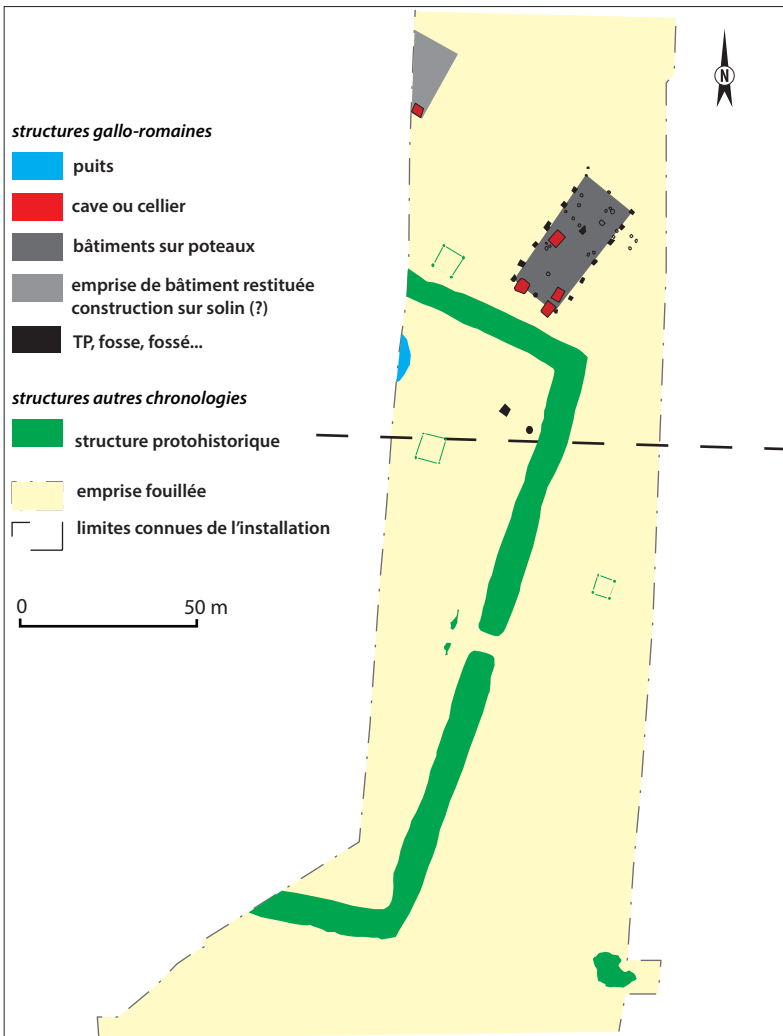 N
structures gallo-romaines
puits
cave ou cellier
bâtiments sur poteaux
emprise de bâtiment restituée
construction sur solin (?)
TP, fosse, fossé...
structures autres chronologies
structure protohistorique
emprise fouillée
limites connues de l'installation
0 50 m